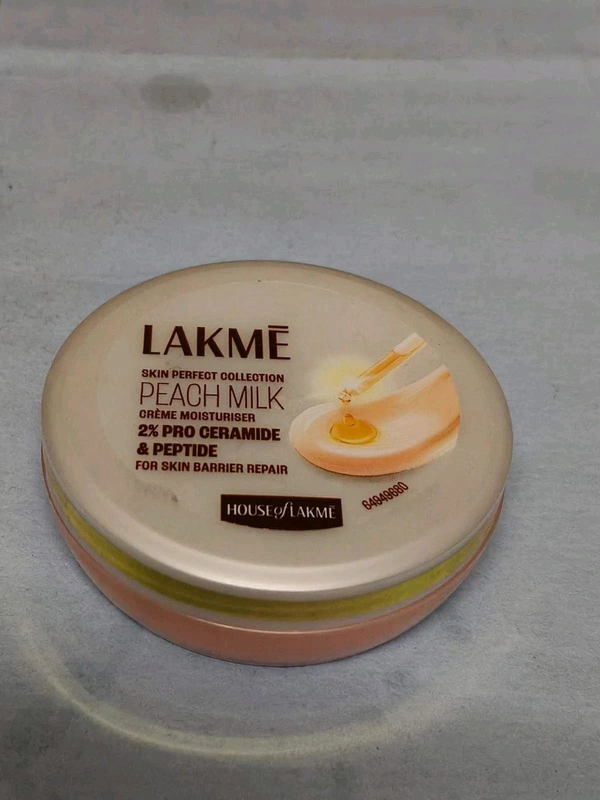 LAKMĒ
SKIN PERFECT COLLECTION
PEACH MILK
CRÈME MOISTURISER
2% PRO CERAMIDE
& PEPTIDE
FOR SKIN BARRIER REPAIR
HOUSE of LAKMĒ
64949680